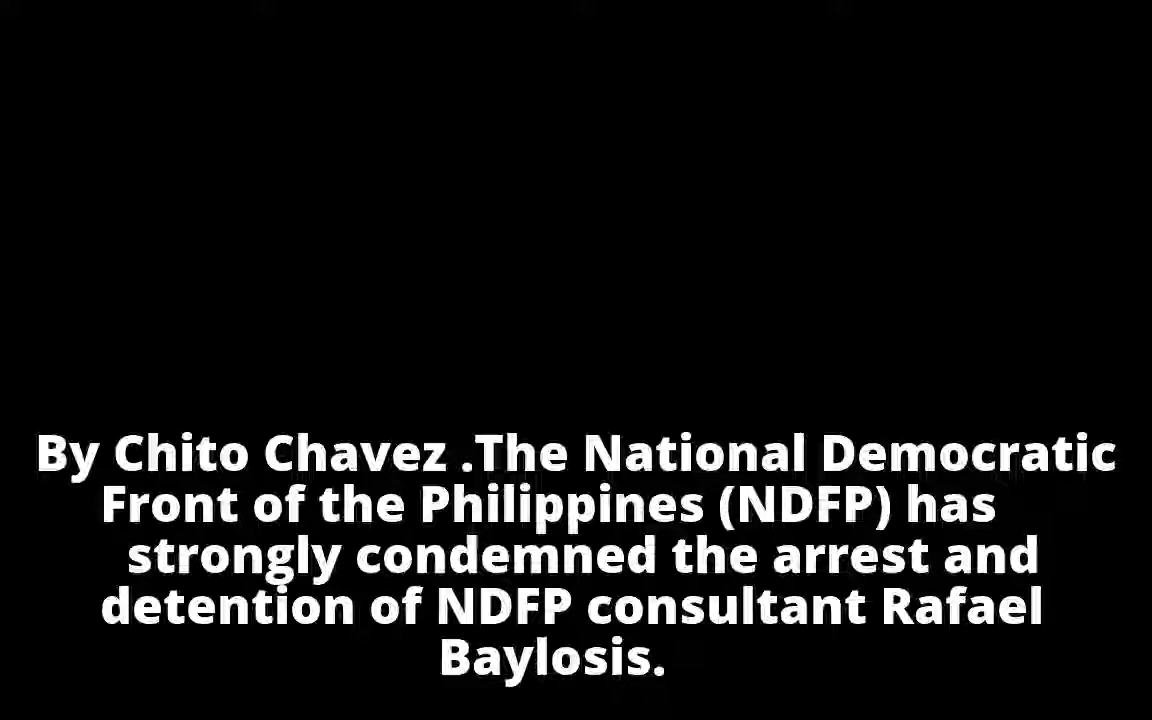 By Chito Chavez .The National Democratic
Front of the Philippines (NDFP) has
strongly condemned the arrest and
detention of NDFP consultant Rafael
Baylosis.